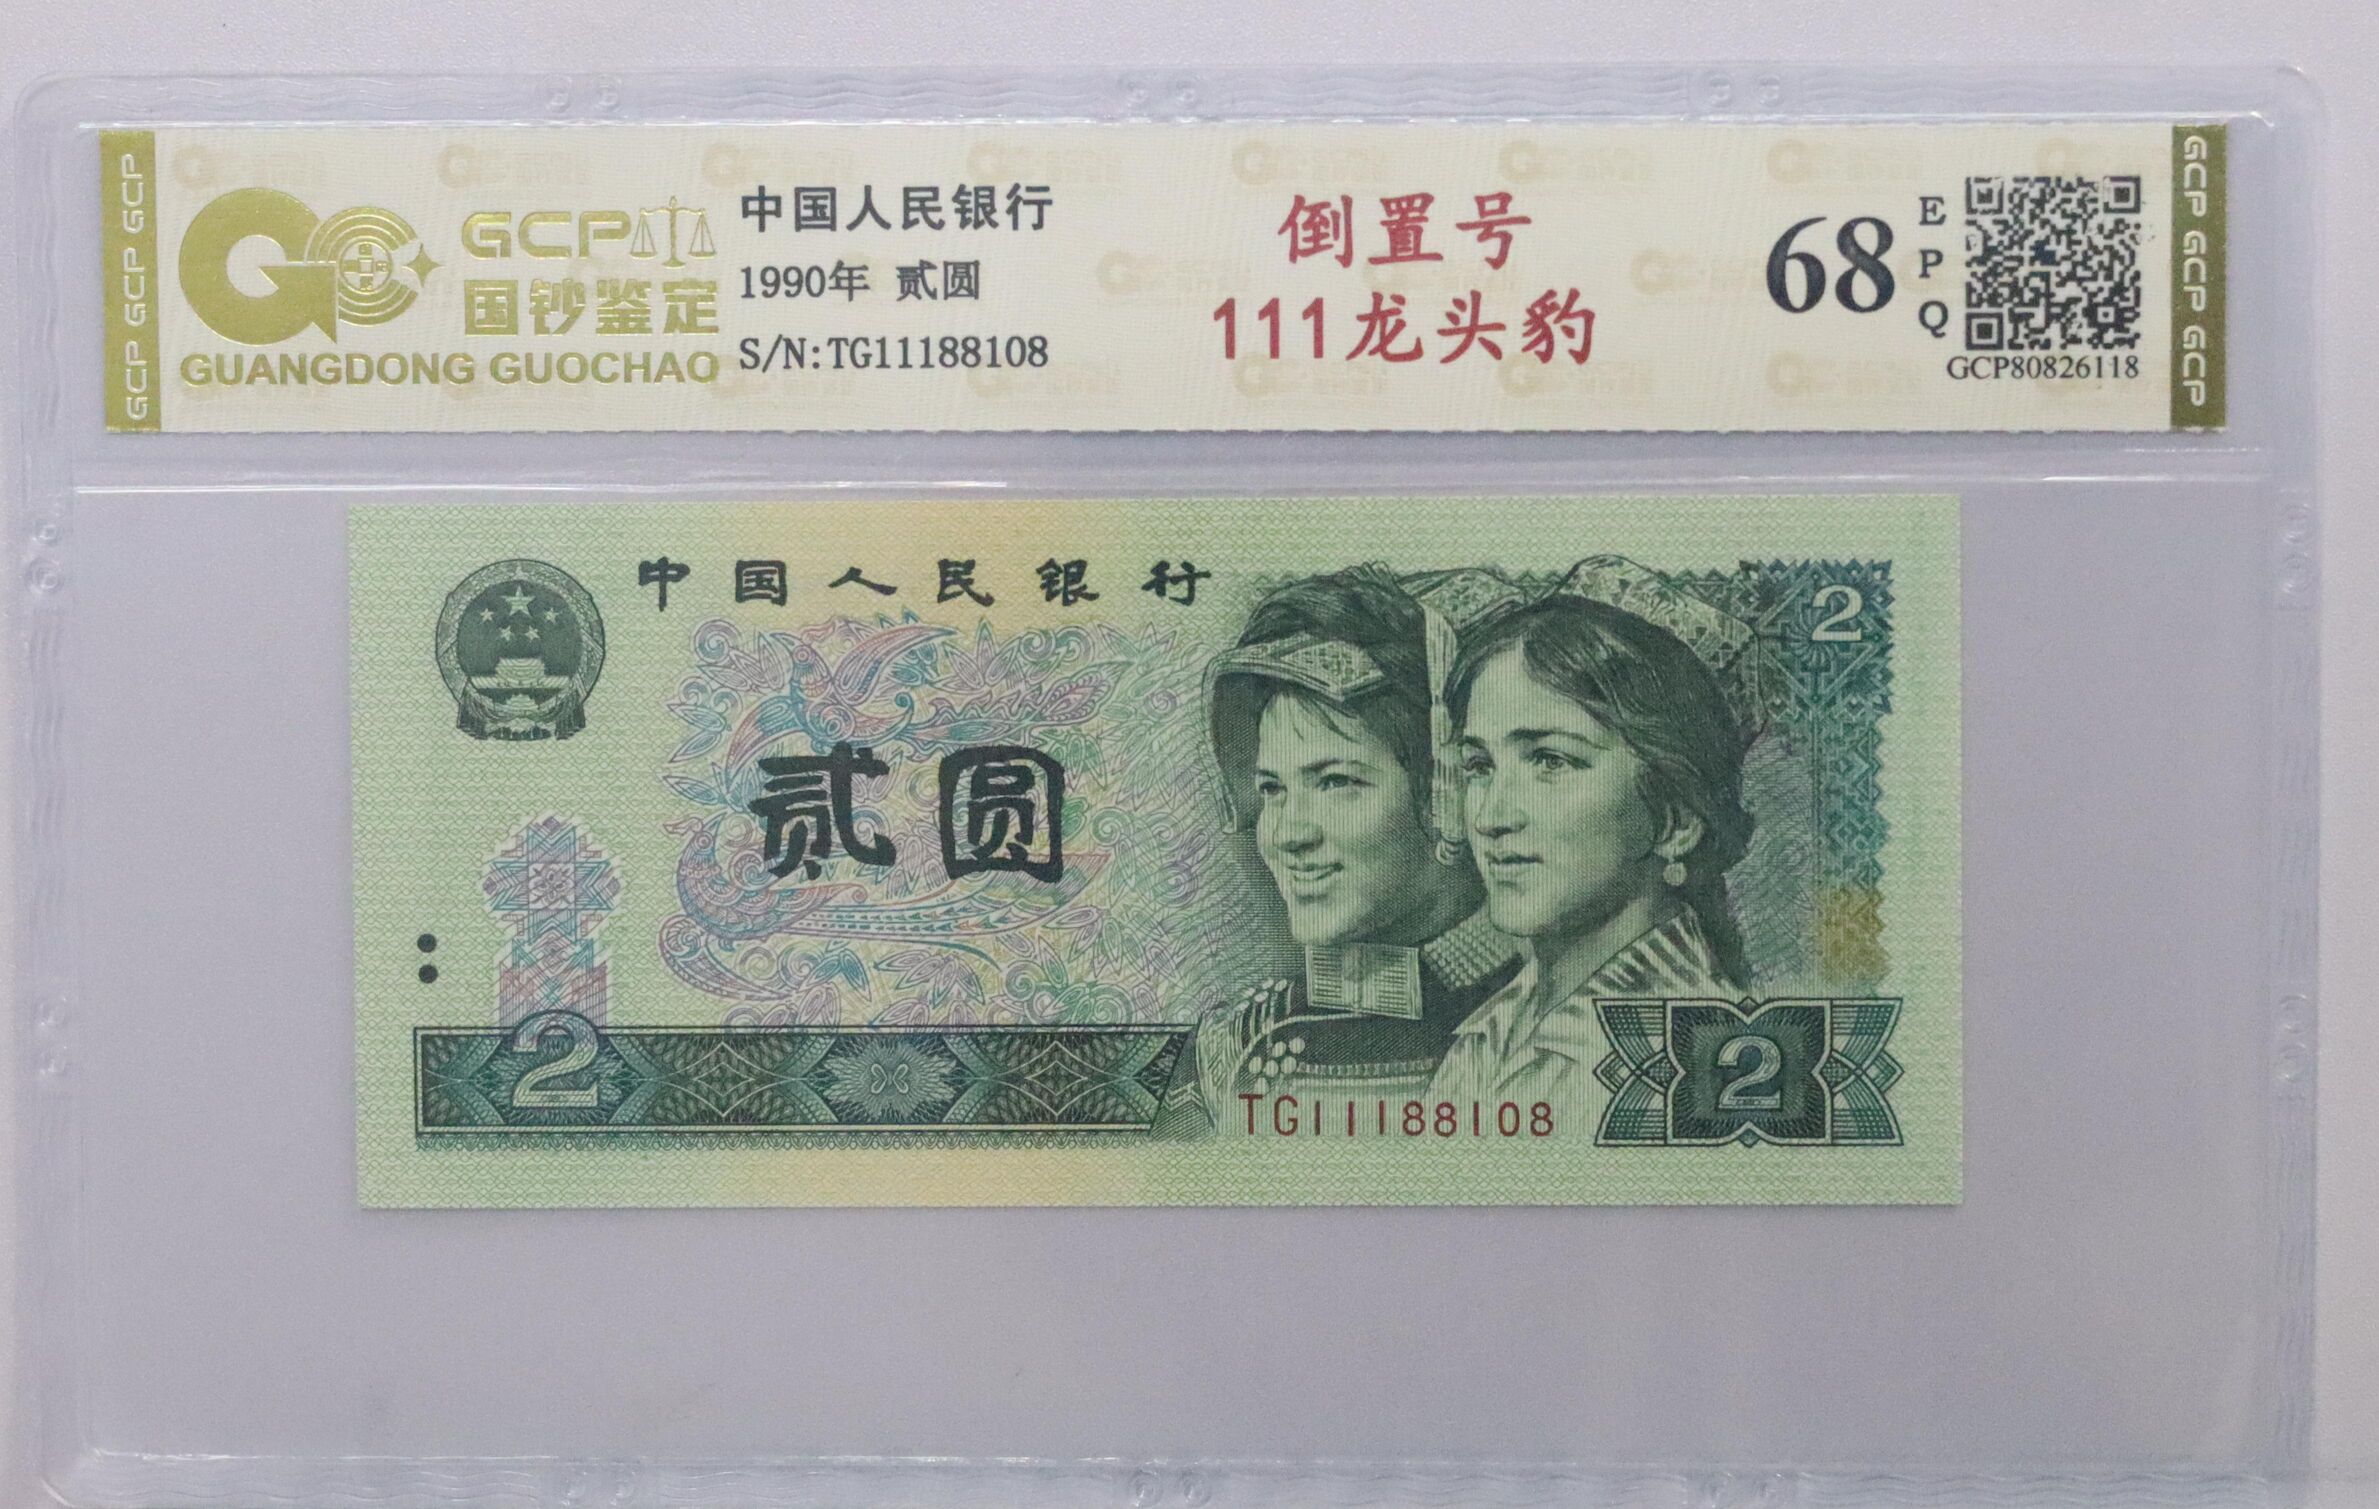 GCP GCP GCP
GCP
国钞鉴定
GUANGDONG GUOCHAO
中国人民银行
1990年 贰圆
S/N:TG11188108
倒置号
111龙头豹
68
E
P
Q
GCP80826118
GCP GCP GCP
中国人民银行
2
贰圆
2
TG11188108
2